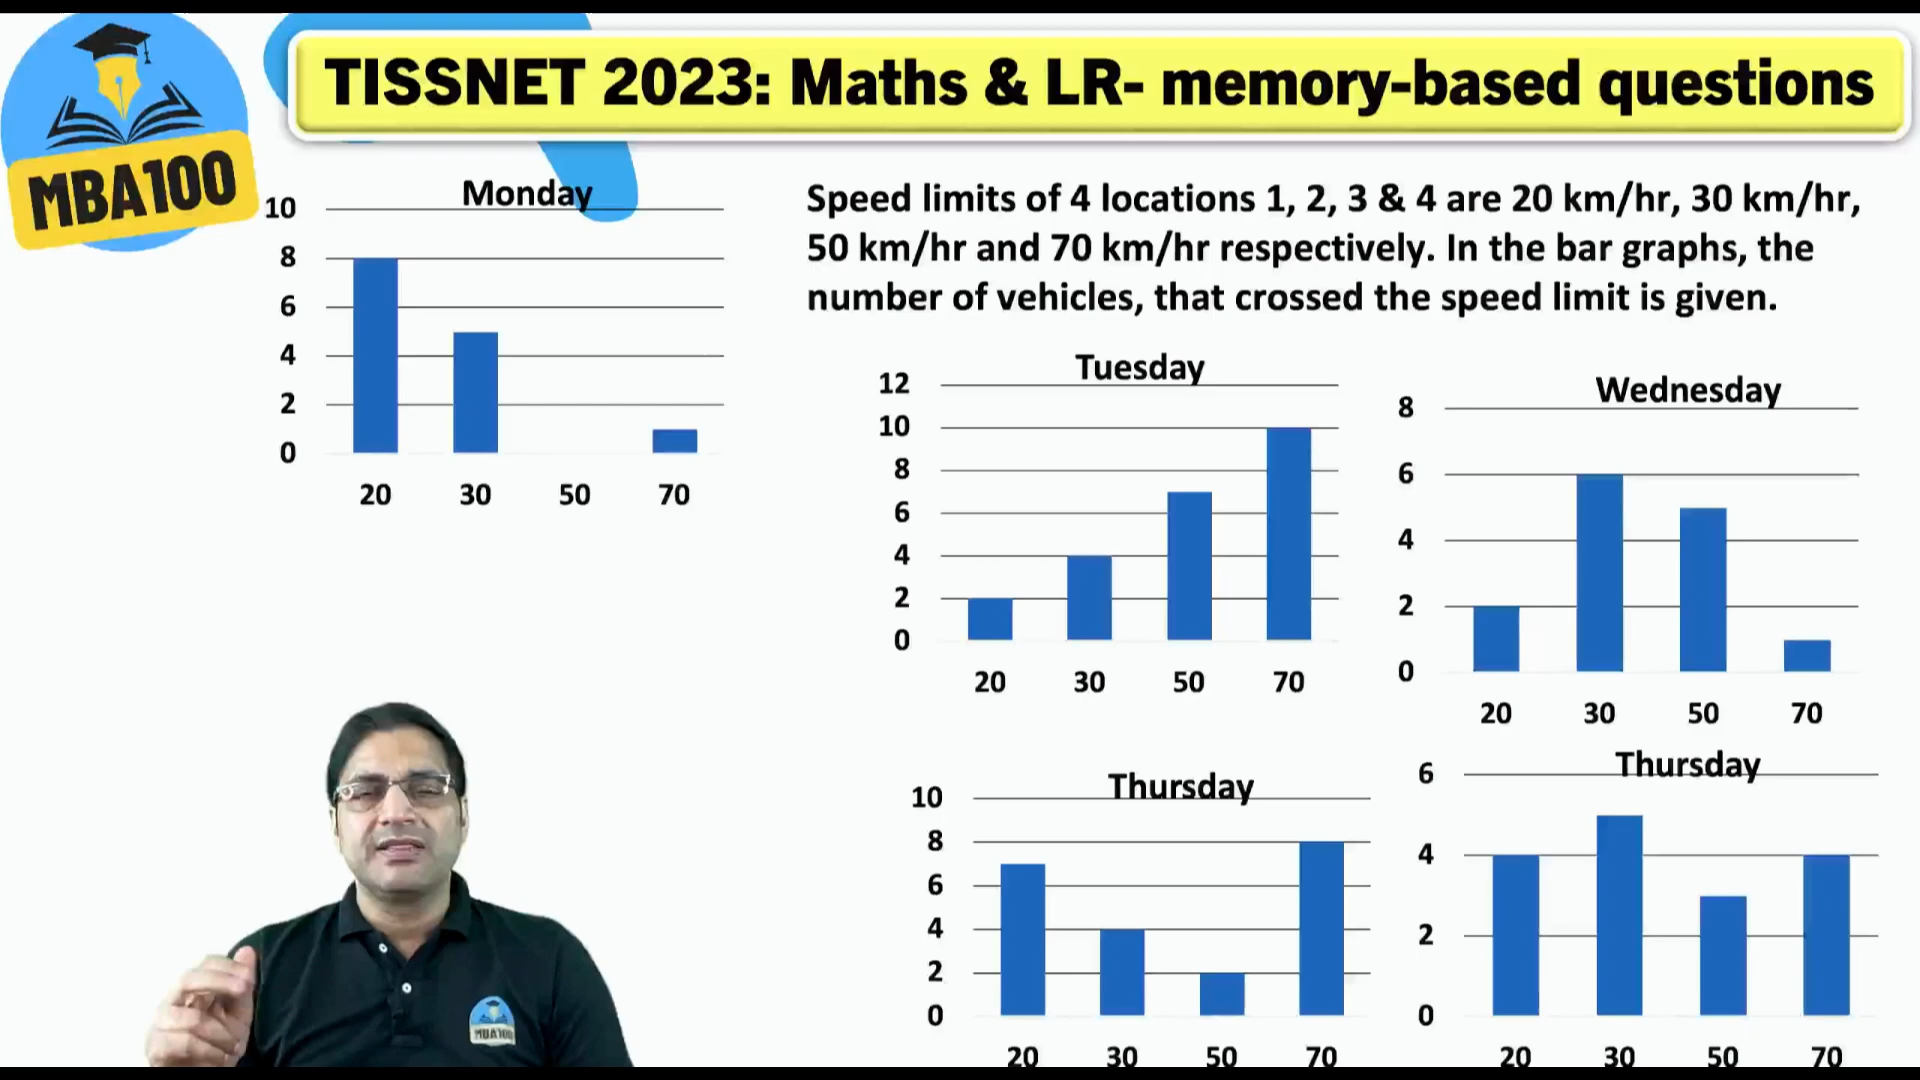 TISSNET 2023: Maths & LR- memory-based questions
MBA100
Monday
10
8
6
4
2
0
20 30 50 70
Speed limits of 4 locations 1, 2, 3 & 4 are 20 km/hr, 30 km/hr,
50 km/hr and 70 km/hr respectively. In the bar graphs, the
number of vehicles, that crossed the speed limit is given.
Tuesday
12
10
8
6
4
2
0
20 30 50 70
Wednesday
8
6
4
2
0
20 30 50 70
Thursday
10
8
6
4
2
0
20 30 50 70
Thursday
6
4
2
0
20 30 50 70
MBA100